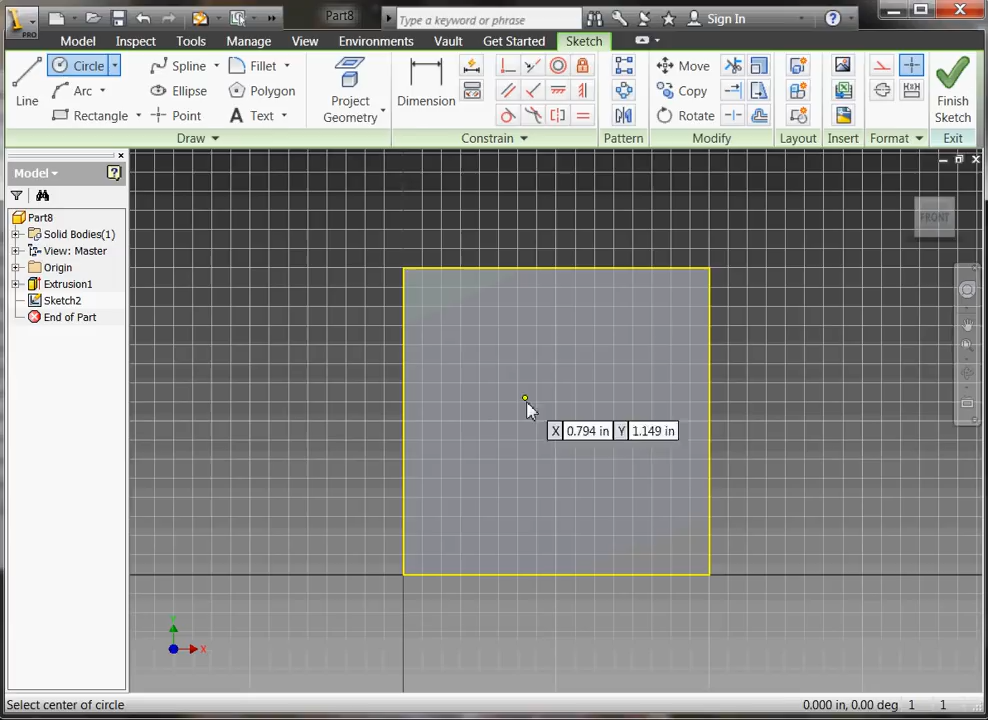 Part8
Type a keyword or phrase
Sign In
PRO
Model
Inspect
Tools
Manage
View
Environments
Vault
Get Started
Sketch
Line
Circle
Arc
Rectangle
Spline
Ellipse
Point
Fillet
Polygon
Text
Project Geometry
Dimension
Move
Copy
Rotate
Finish Sketch
Draw
Constrain
Pattern
Modify
Layout
Insert
Format
Exit
Model
Part8
Solid Bodies(1)
View: Master
Origin
Extrusion1
Sketch2
End of Part
FRONT
X 0.794 in Y 1.149 in
X
Select center of circle
0.000 in, 0.00 deg 1 1